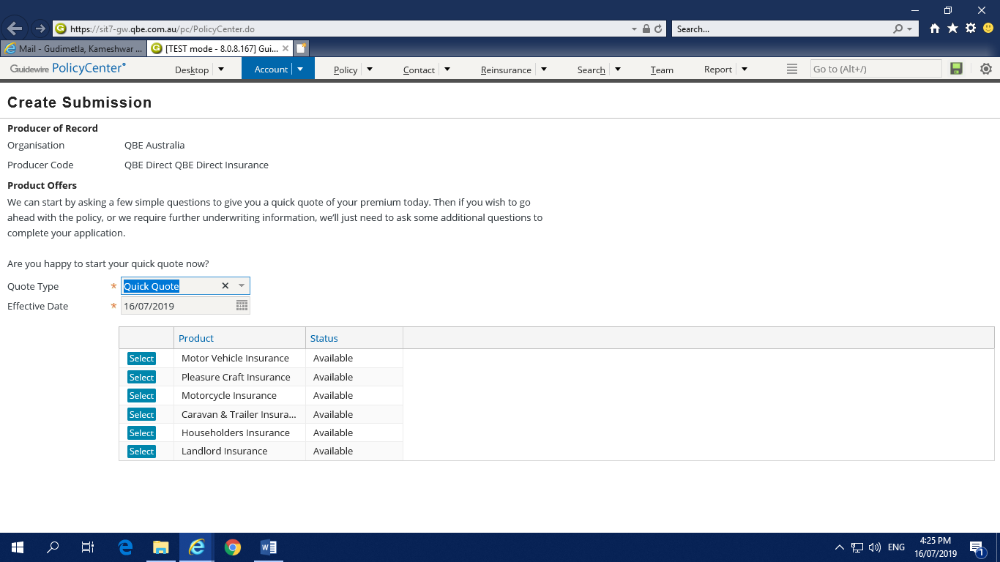 https://sit7-gw.qbe.com.au/pc/PolicyCenter.do
Search...
Mail - Gudimetla, Kameshwar ...
[TEST mode - 8.0.8.167] Gui...
Guidewire PolicyCenter
Desktop
Account
Policy
Contact
Reinsurance
Search
Team
Report
Go to (Alt+/)
Create Submission
Producer of Record
Organisation QBE Australia
Producer Code QBE Direct QBE Direct Insurance
Product Offers
We can start by asking a few simple questions to give you a quick quote of your premium today. Then if you wish to go
ahead with the policy, or we require further underwriting information, we'll just need to ask some additional questions to
complete your application.
Are you happy to start your quick quote now?
Quote Type * Quick Quote
Effective Date * 16/07/2019
Product Status
Select Motor Vehicle Insurance Available
Select Pleasure Craft Insurance Available
Select Motorcycle Insurance Available
Select Caravan & Trailer Insura... Available
Select Householders Insurance Available
Select Landlord Insurance Available
ENG
4:25 PM
16/07/2019
1